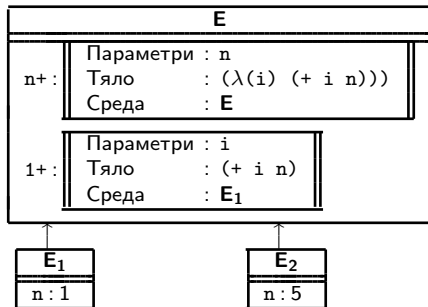 E
Параметри : n
n+ : Тяло : (λ(i) (+ i n)))
Среда : E
Параметри : i
1+ : Тяло : (+ i n)
Среда : E₁
E₁ E₂
n : 1 n : 5